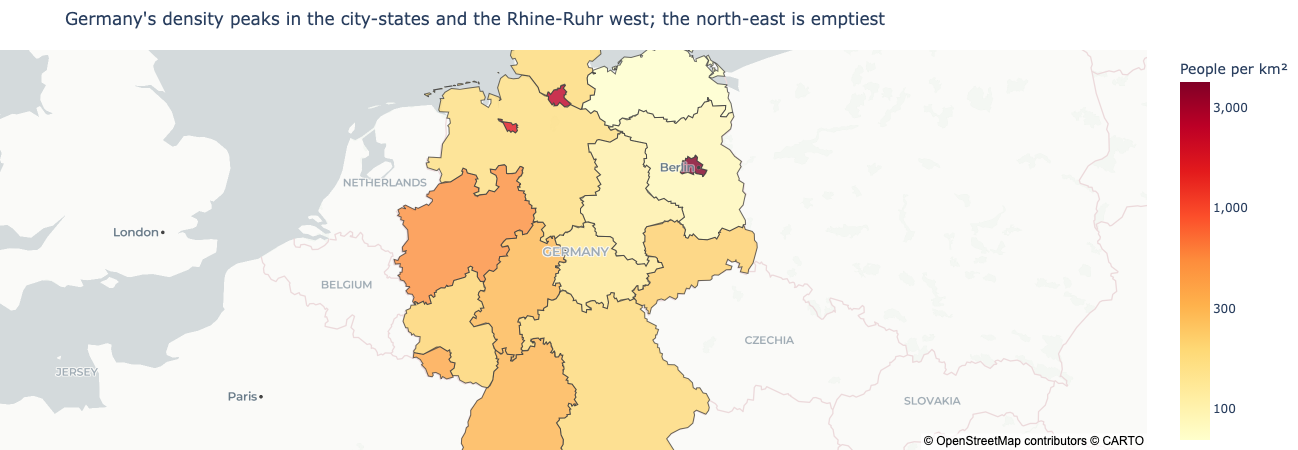 Germany's density peaks in the city-states and the Rhine-Ruhr west; the north-east is emptiest
People per km²
3,000
Berlin
NETHERLANDS
1,000
London
GERMANY
BELGIUM
300
CZECHIA
JERSEY
Paris
SLOVAKIA
100
© OpenStreetMap contributors © CARTO